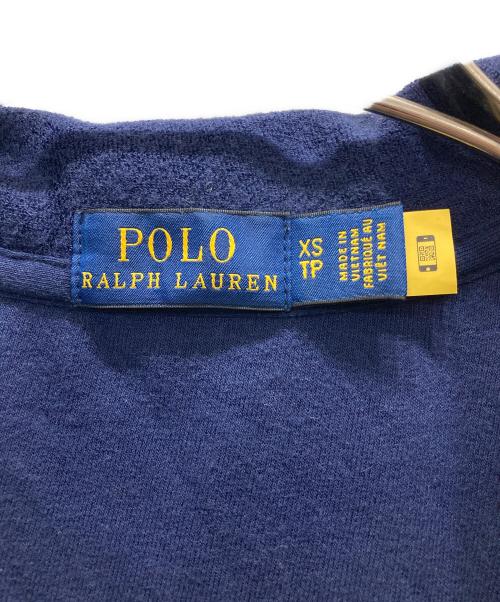 POLO
RALPH LAUREN
XS
TP
MADE IN
VIETNAM
FABRIQUÉ AU
VIÊT NAM